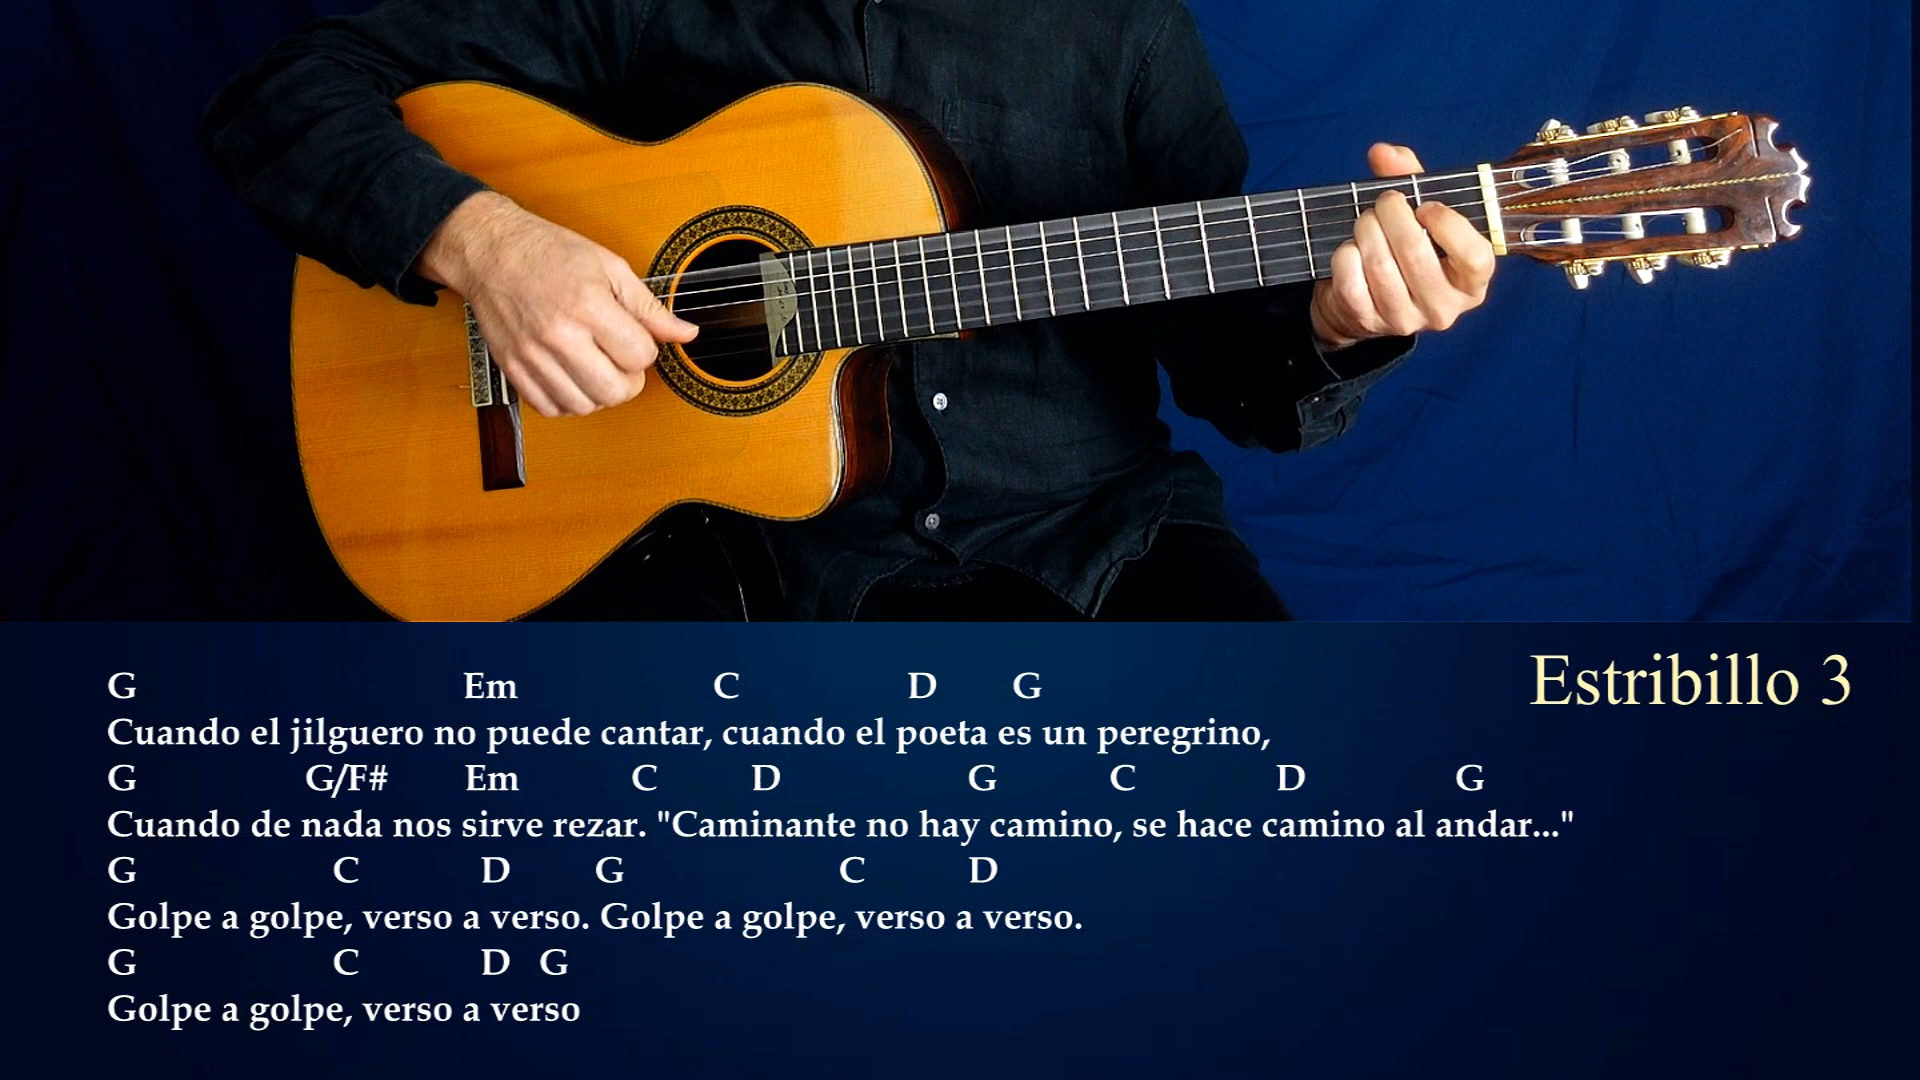 Estribillo 3
G Em C D G
Cuando el jilguero no puede cantar, cuando el poeta es un peregrino,
G G/F# Em C D G C D G
Cuando de nada nos sirve rezar. "Caminante no hay camino, se hace camino al andar..."
G C D G C D
Golpe a golpe, verso a verso. Golpe a golpe, verso a verso.
G C D G
Golpe a golpe, verso a verso